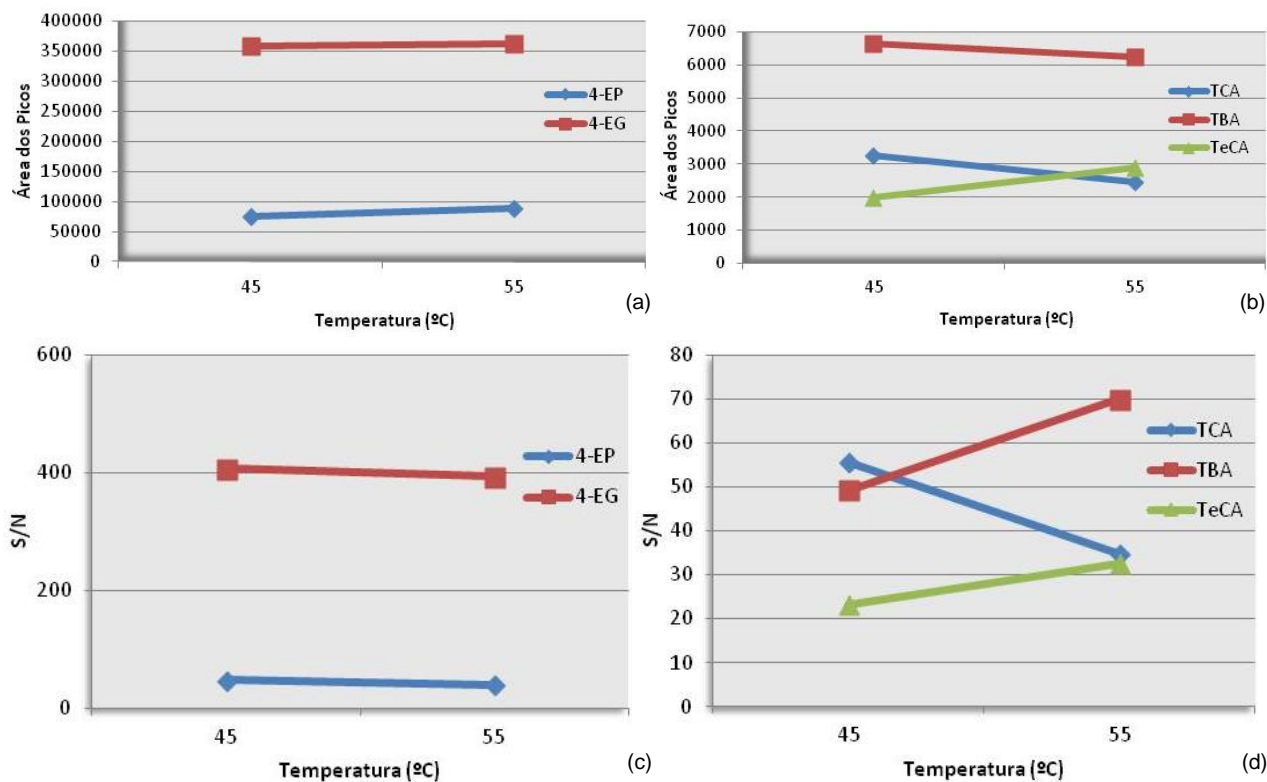 400000
350000
300000
250000
200000
150000
100000
50000
0
Área dos Picos
4-EP
4-EG
45
55
Temperatura (ºC)
(a)
7000
6000
5000
4000
3000
2000
1000
0
Área dos Picos
TCA
TBA
TeCA
45
55
Temperatura (ºC)
(b)
600
400
200
0
S/N
4-EP
4-EG
45
55
Temperatura (ºC)
(c)
80
70
60
50
40
30
20
10
0
S/N
TCA
TBA
TeCA
45
55
Temperatura (ºC)
(d)